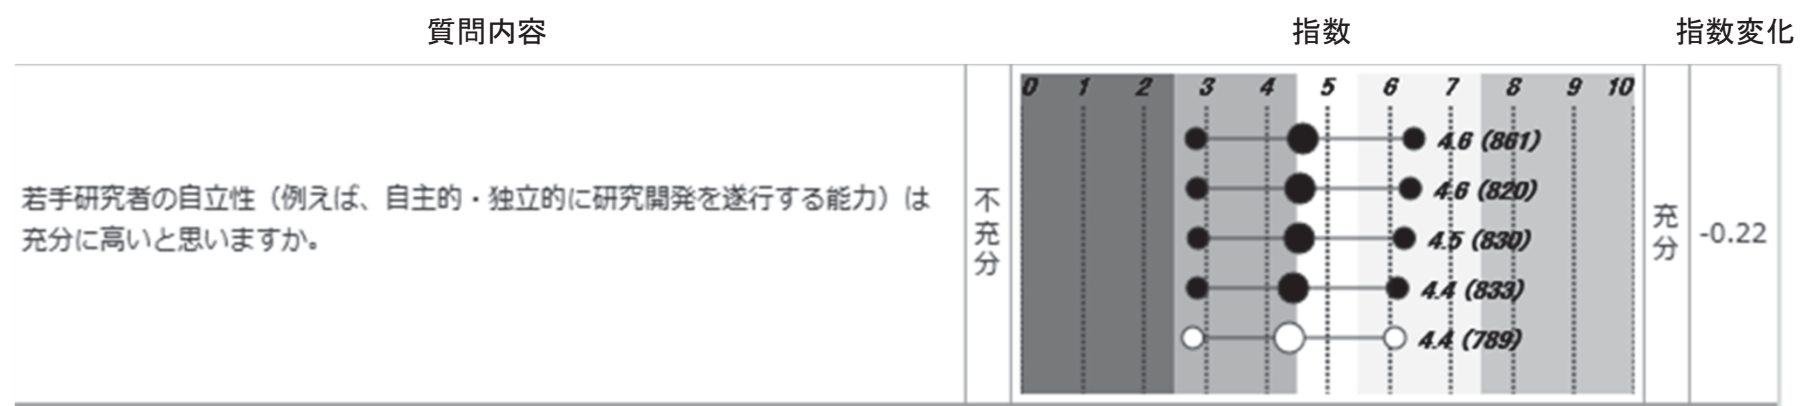 質問内容 指数 指数変化
0 1 2 3 4 5 6 7 8 9 10
4.6 (861)
若手研究者の自立性（例えば、自主的・独立的に研究開発を遂行する能力）は
充分に高いと思いますか。
不充分
4.6 (820)
4.5 (830)
4.4 (833)
4.4 (789)
充分
-0.22